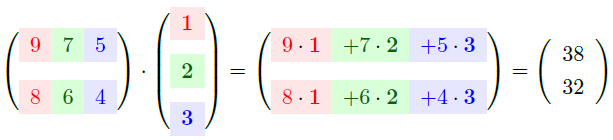 ( 9 7 5 ) · ( 1 ) = ( 9 · 1 +7 · 2 +5 · 3 ) = ( 38 )
2
8 6 4 3 8 · 1 +6 · 2 +4 · 3 32